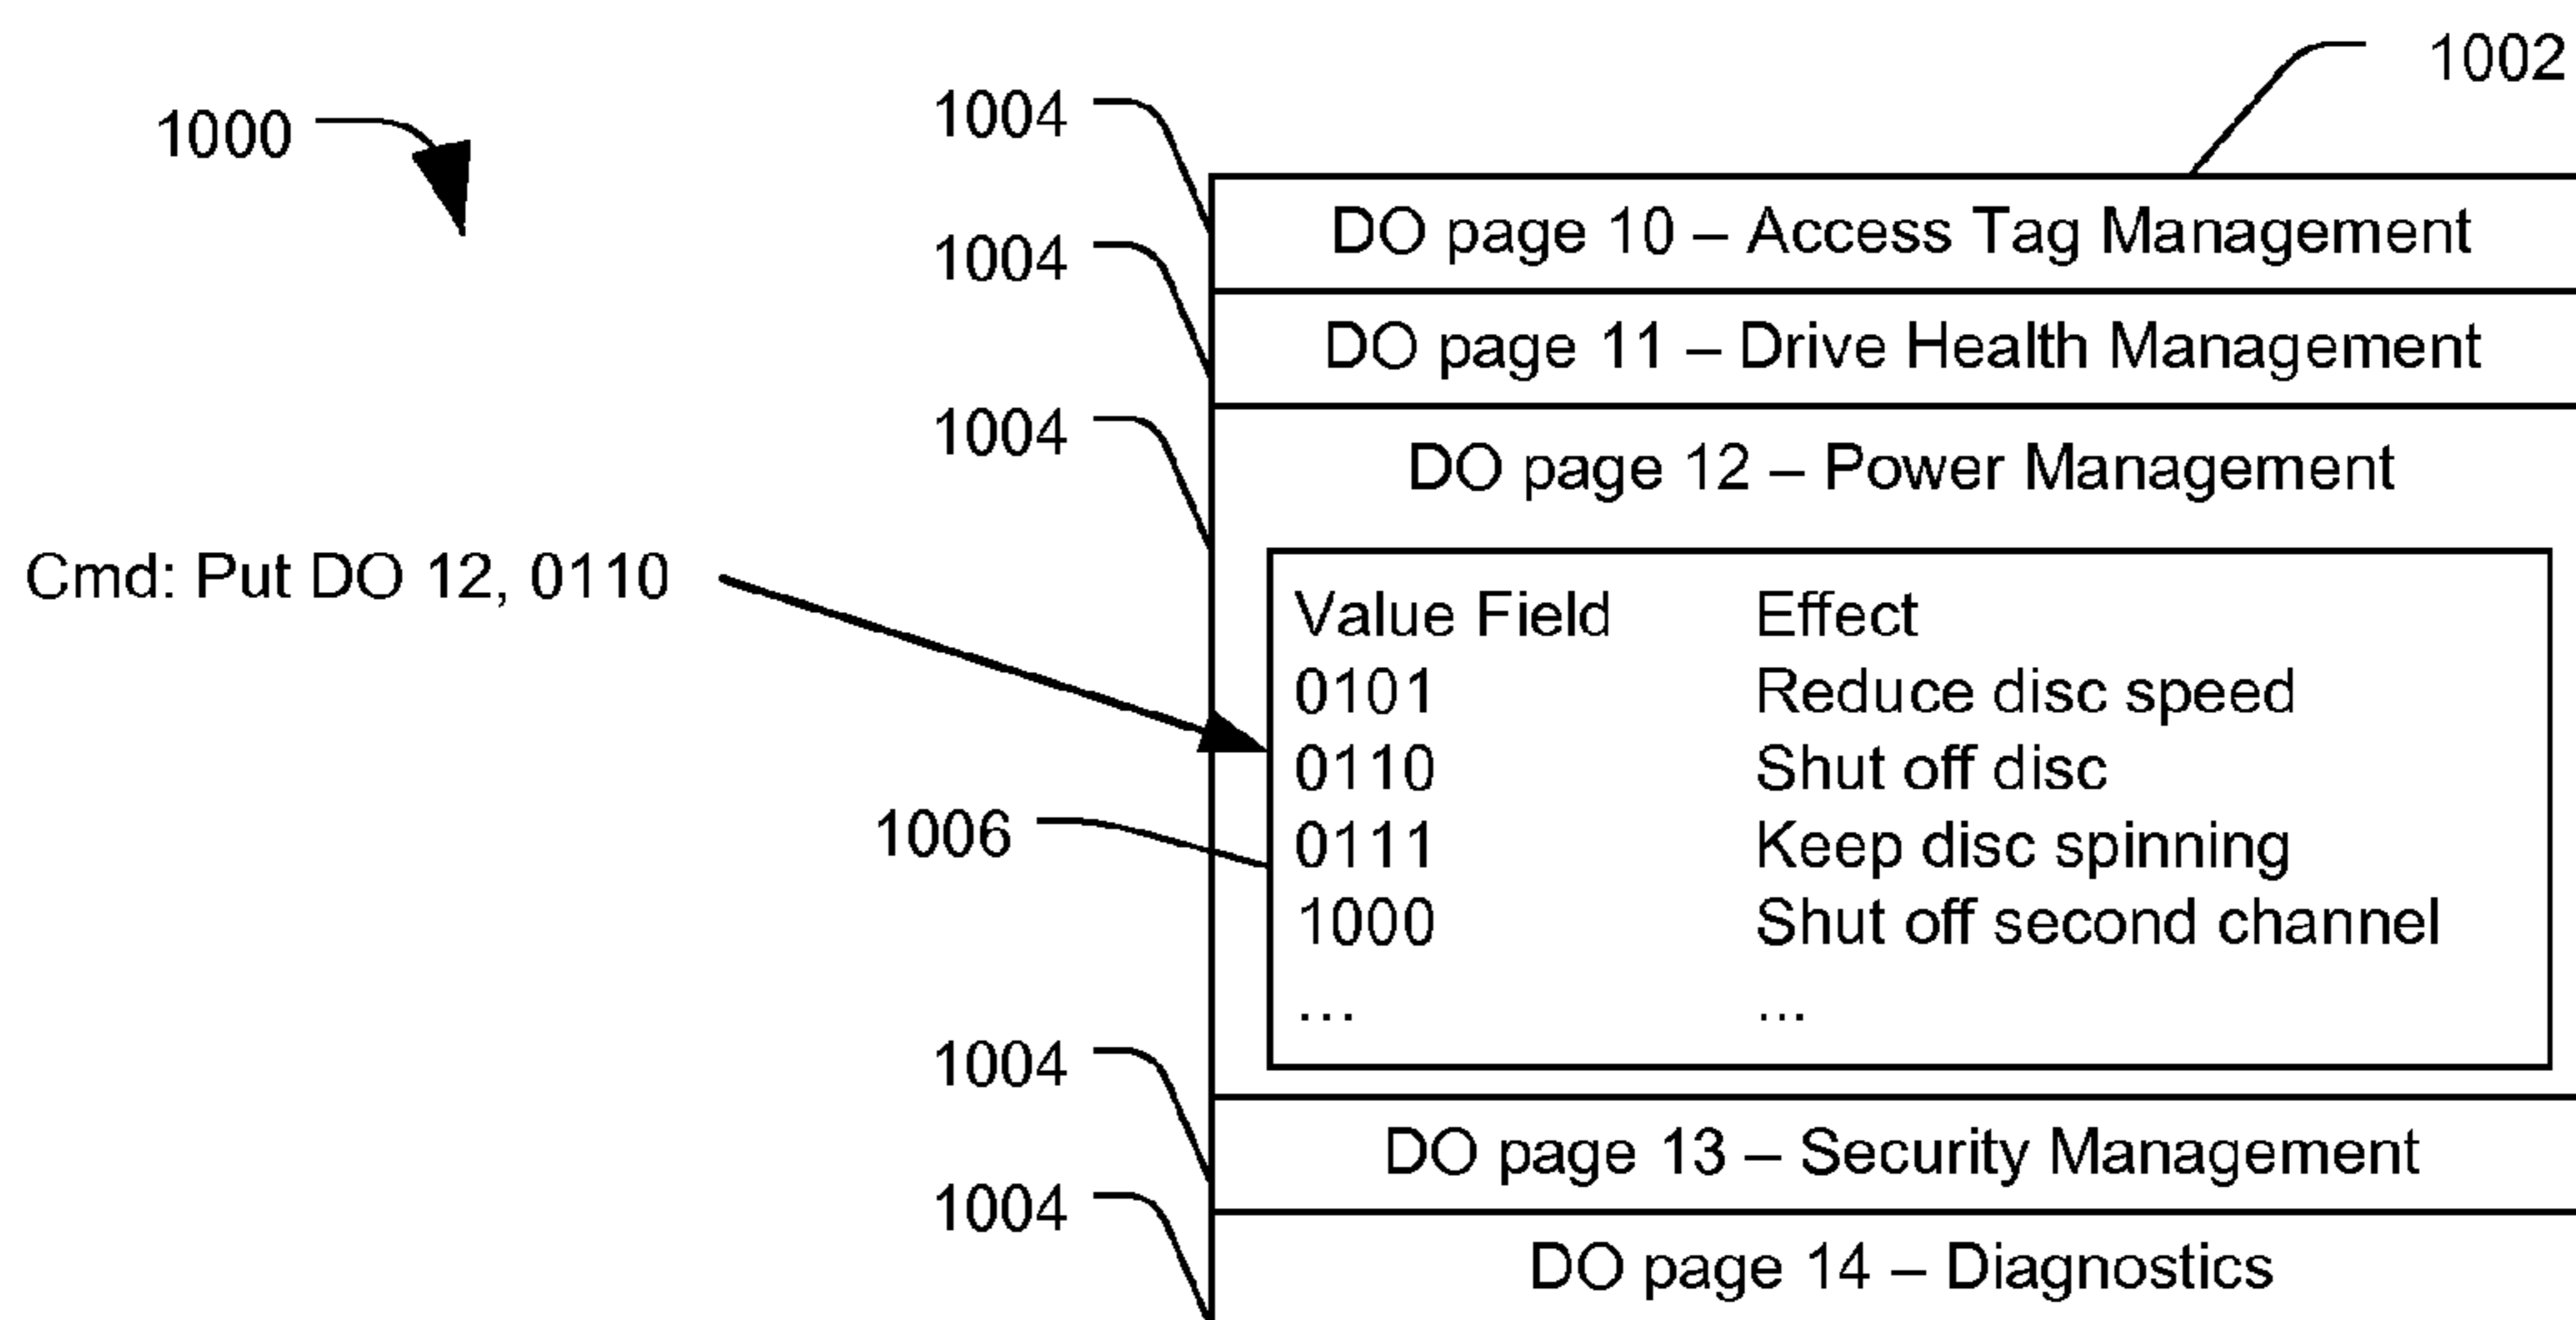 1002
1004
1000
DO page 10 – Access Tag Management
1004
DO page 11 – Drive Health Management
1004
DO page 12 – Power Management
Cmd: Put DO 12, 0110
Value Field Effect
0101 Reduce disc speed
0110 Shut off disc
1006
0111 Keep disc spinning
1000 Shut off second channel
... ...
1004
DO page 13 – Security Management
1004
DO page 14 – Diagnostics